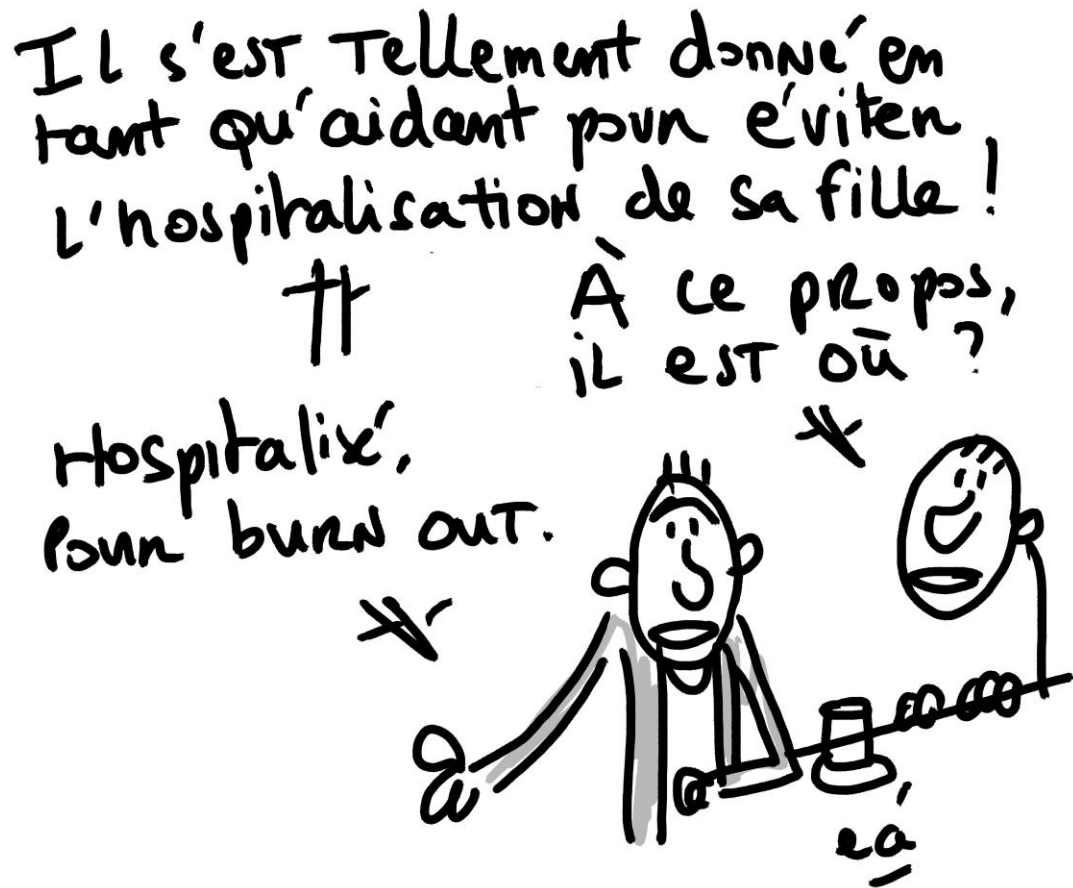 Il s'est tellement donné en
tant qu'aidant pour éviter
l'hospitalisation de sa fille !
À ce propos,
il est où ?
Hospitalisé,
pour burn out.